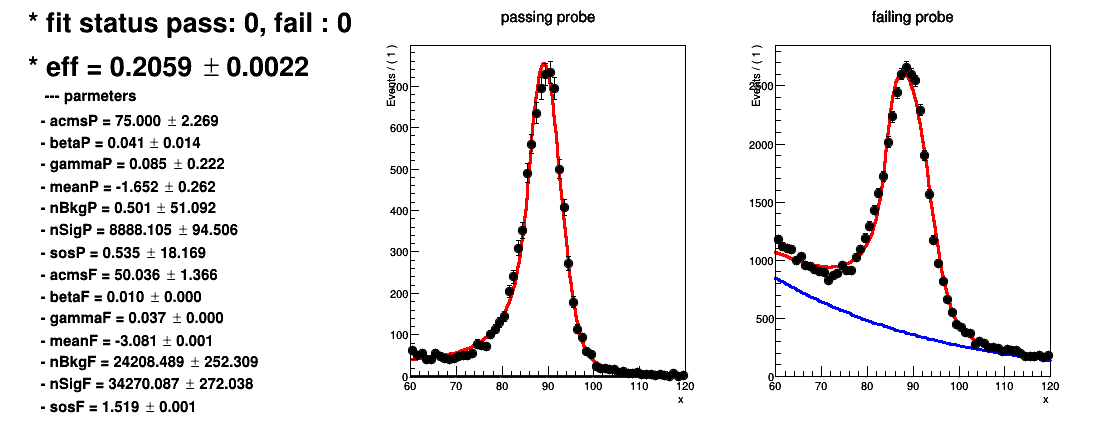 * fit status pass: 0, fail : 0
* eff = 0.2059 ± 0.0022
--- parmeters
- acmsP = 75.000 ± 2.269
- betaP = 0.041 ± 0.014
- gammaP = 0.085 ± 0.222
- meanP = -1.652 ± 0.262
- nBkgP = 0.501 ± 51.092
- nSigP = 8888.105 ± 94.506
- sosP = 0.535 ± 18.169
- acmsF = 50.036 ± 1.366
- betaF = 0.010 ± 0.000
- gammaF = 0.037 ± 0.000
- meanF = -3.081 ± 0.001
- nBkgF = 24208.489 ± 252.309
- nSigF = 34270.087 ± 272.038
- sosF = 1.519 ± 0.001
passing probe
Events / ( 1 )
700
600
500
400
300
200
100
0
60 70 80 90 100 110 120
x
failing probe
Events / ( 1 )
2500
2000
1500
1000
500
0
60 70 80 90 100 110 120
x